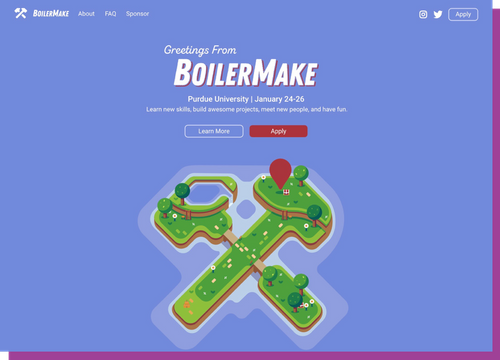 BOILERMAKE About FAQ Sponsor Apply
Greetings From
BOILERMAKE
Purdue University | January 24-26
Learn new skills, build awesome projects, meet new people, and have fun.
Learn More Apply